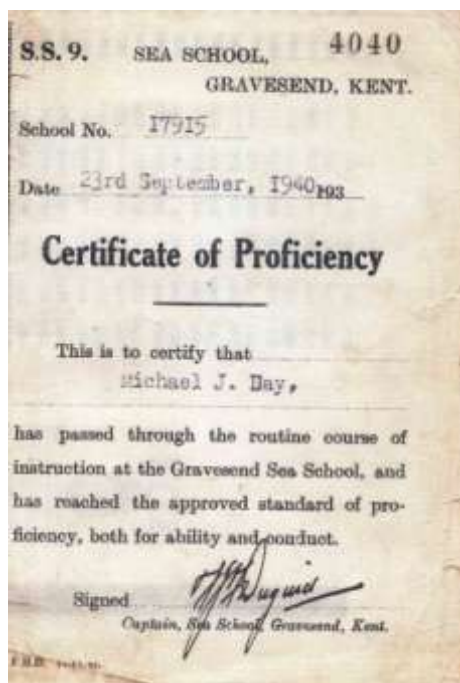 4040
S.S. 9. SEA SCHOOL,
GRAVESEND, KENT.
School No. I7915
Date 23rd September, I940,193
Certificate of Proficiency
This is to certify that
Michael J. Day,
has passed through the routine course of
instruction at the Gravesend Sea School, and
has reached the approved standard of pro-
ficiency, both for ability and conduct.
Signed
Captain, Sea School, Gravesend, Kent.